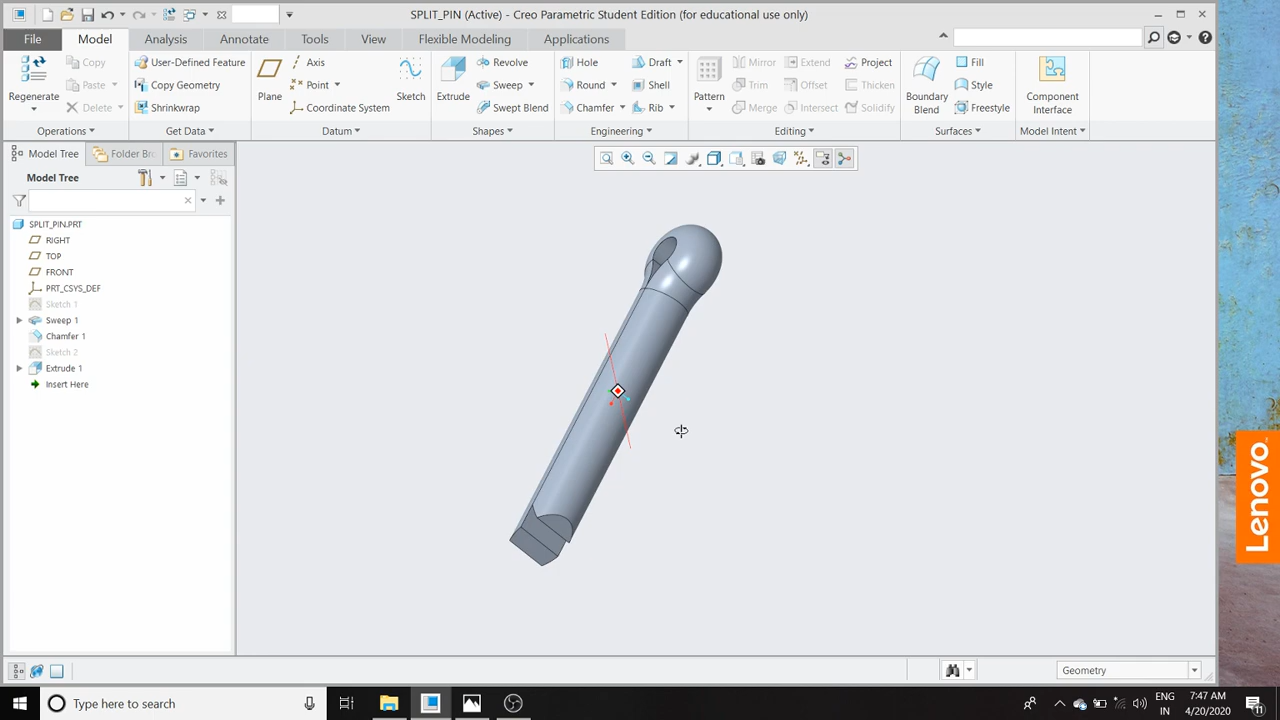 SPLIT_PIN (Active) - Creo Parametric Student Edition (for educational use only)
File Model Analysis Annotate Tools View Flexible Modeling Applications
Regenerate
Copy
Paste
Delete
Operations
User-Defined Feature
Copy Geometry
Shrinkwrap
Get Data
Plane
Axis
Point
Coordinate System
Sketch
Datum
Extrude
Revolve
Sweep
Swept Blend
Shapes
Hole
Round
Chamfer
Draft
Shell
Rib
Engineering
Pattern
Mirror
Trim
Merge
Extend
Offset
Intersect
Project
Thicken
Solidify
Editing
Boundary Blend
Fill
Style
Freestyle
Surfaces
Component Interface
Model Intent
Model Tree Folder Br Favorites
Model Tree
SPLIT_PIN.PRT
RIGHT
TOP
FRONT
PRT_CSYS_DEF
Sketch 1
Sweep 1
Chamfer 1
Sketch 2
Extrude 1
Insert Here
Lenovo
Geometry
Type here to search
ENG
IN
7:47 AM
4/20/2020
11